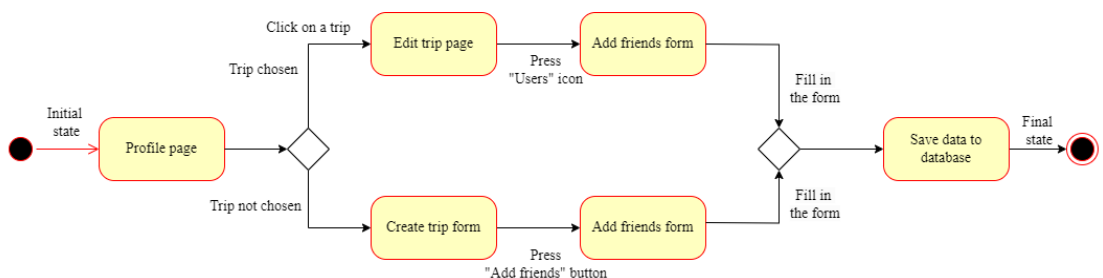 Click on a trip
Edit trip page
Press
"Users" icon
Add friends form
Trip chosen
Fill in
the form
Initial
state
Profile page
Save data to
database
Final
state
Trip not chosen
Create trip form
Press
"Add friends" button
Add friends form
Fill in
the form